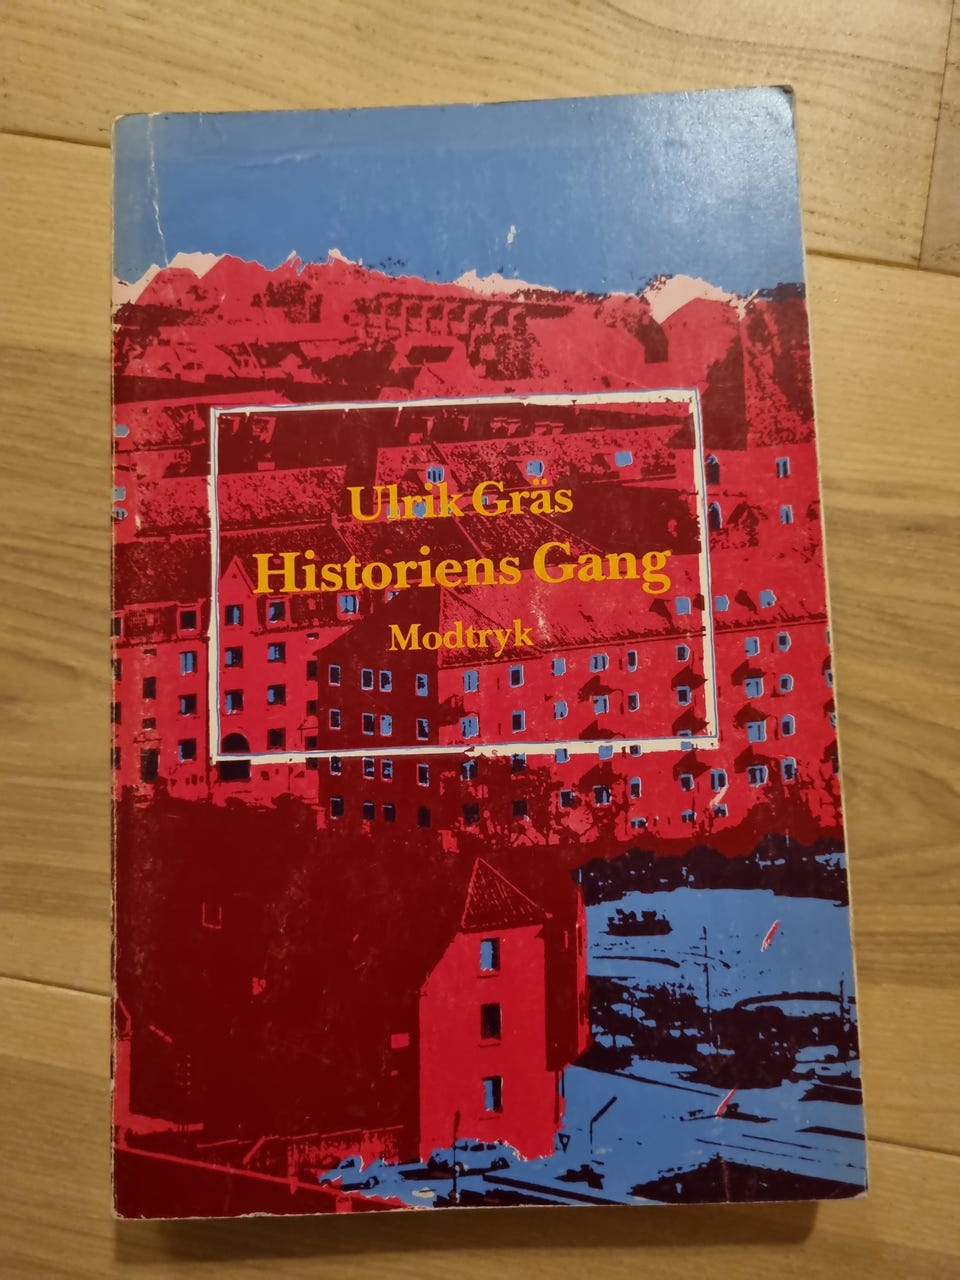 Ulrik Gräs
Historiens Gang
Modtryk